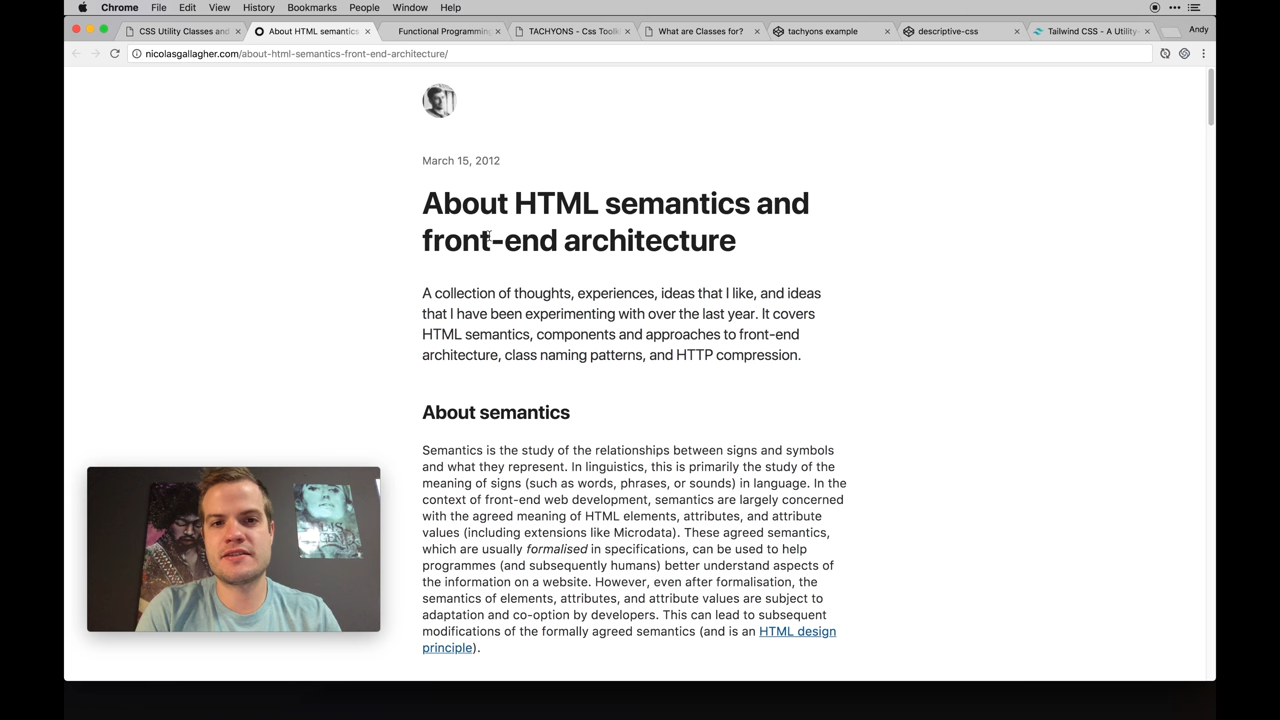 Chrome File Edit View History Bookmarks People Window Help
CSS Utility Classes and
About HTML semantics
Functional Programming
TACHYONS - Css Toolk
What are Classes for?
tachyons example
descriptive-css
Tailwind CSS - A Utility
Andy
nicolasgallagher.com/about-html-semantics-front-end-architecture/
March 15, 2012
About HTML semantics and
front-end architecture
A collection of thoughts, experiences, ideas that I like, and ideas
that I have been experimenting with over the last year. It covers
HTML semantics, components and approaches to front-end
architecture, class naming patterns, and HTTP compression.
About semantics
Semantics is the study of the relationships between signs and symbols
and what they represent. In linguistics, this is primarily the study of the
meaning of signs (such as words, phrases, or sounds) in language. In the
context of front-end web development, semantics are largely concerned
with the agreed meaning of HTML elements, attributes, and attribute
values (including extensions like Microdata). These agreed semantics,
which are usually formalised in specifications, can be used to help
programmes (and subsequently humans) better understand aspects of
the information on a website. However, even after formalisation, the
semantics of elements, attributes, and attribute values are subject to
adaptation and co-option by developers. This can lead to subsequent
modifications of the formally agreed semantics (and is an HTML design
principle).